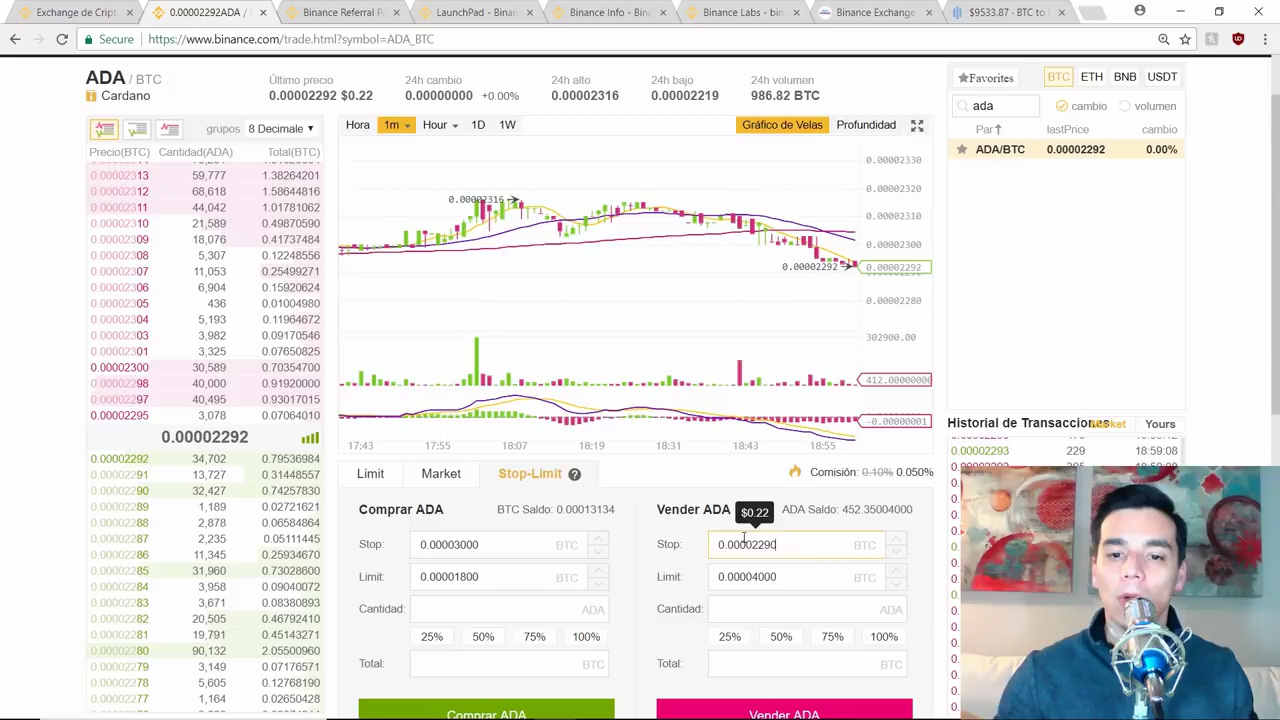 Exchange de Cript
0.00002292ADA /
Binance Referral P
LaunchPad - Binan
Binance Info - Bina
Binance Labs - Bina
Binance Exchange
$9533.87 - BTC to
Secure
https://www.binance.com/trade.html?symbol=ADA_BTC
ADA / BTC
Cardano
Último precio
0.00002292 $0.22
24h cambio
0.00000000 +0.00%
24h alto
0.00002316
24h bajo
0.00002219
24h volumen
986.82 BTC
Favorites
BTC
ETH
BNB
USDT
ada
cambio
volumen
Par
lastPrice
cambio
ADA/BTC
0.00002292
0.00%
grupos
8 Decimale
Hora
1m
Hour
1D
1W
Gráfico de Velas
Profundidad
Precio(BTC) Cantidad(ADA) Total(BTC)
0.00002313 59,777 1.38264201
0.00002312 68,618 1.58644816
0.00002311 44,042 1.01781062
0.00002310 21,589 0.49870590
0.00002309 18,076 0.41737484
0.00002308 5,307 0.12248556
0.00002307 11,053 0.25499271
0.00002306 6,904 0.15920624
0.00002305 436 0.01004980
0.00002304 5,193 0.11964672
0.00002303 3,982 0.09170546
0.00002301 3,325 0.07650825
0.00002300 30,589 0.70354700
0.00002298 40,000 0.91920000
0.00002297 40,495 0.93017015
0.00002295 3,078 0.07064010
0.00002292
0.00002292 34,702 0.79536984
0.00002291 13,727 0.31448557
0.00002290 32,427 0.74257830
0.00002289 1,189 0.02721621
0.00002288 2,878 0.06584864
0.00002286 11,345 0.25934670
0.00002285 31,960 0.73028600
0.00002284 3,958 0.09040072
0.00002283 3,671 0.08380893
0.00002282 20,505 0.46792410
0.00002281 19,791 0.45143271
0.00002280 90,132 2.05500960
0.00002279 3,149 0.07176571
0.00002278 5,605 0.12768190
0.00002277 1,164 0.02650428
0.00002316
0.00002292
0.00002330
0.00002320
0.00002310
0.00002300
0.00002292
0.00002280
302900.00
412.00000000
-0.00000001
17:43 17:55 18:07 18:19 18:31 18:43 18:55
Limit
Market
Stop-Limit
?
Comisión: 0.10% 0.050%
Comprar ADA
BTC Saldo: 0.00013134
Stop: 0.00003000 BTC
Limit: 0.00001800 BTC
Cantidad: ADA
25% 50% 75% 100%
Total: BTC
Comprar ADA
Vender ADA
$0.22
ADA Saldo: 452.35004000
Stop: 0.00002290 BTC
Limit: 0.00004000 BTC
Cantidad: ADA
25% 50% 75% 100%
Total: BTC
Vender ADA
Historial de Transacciones
Market
Yours
0.00002293 229 18:59:08